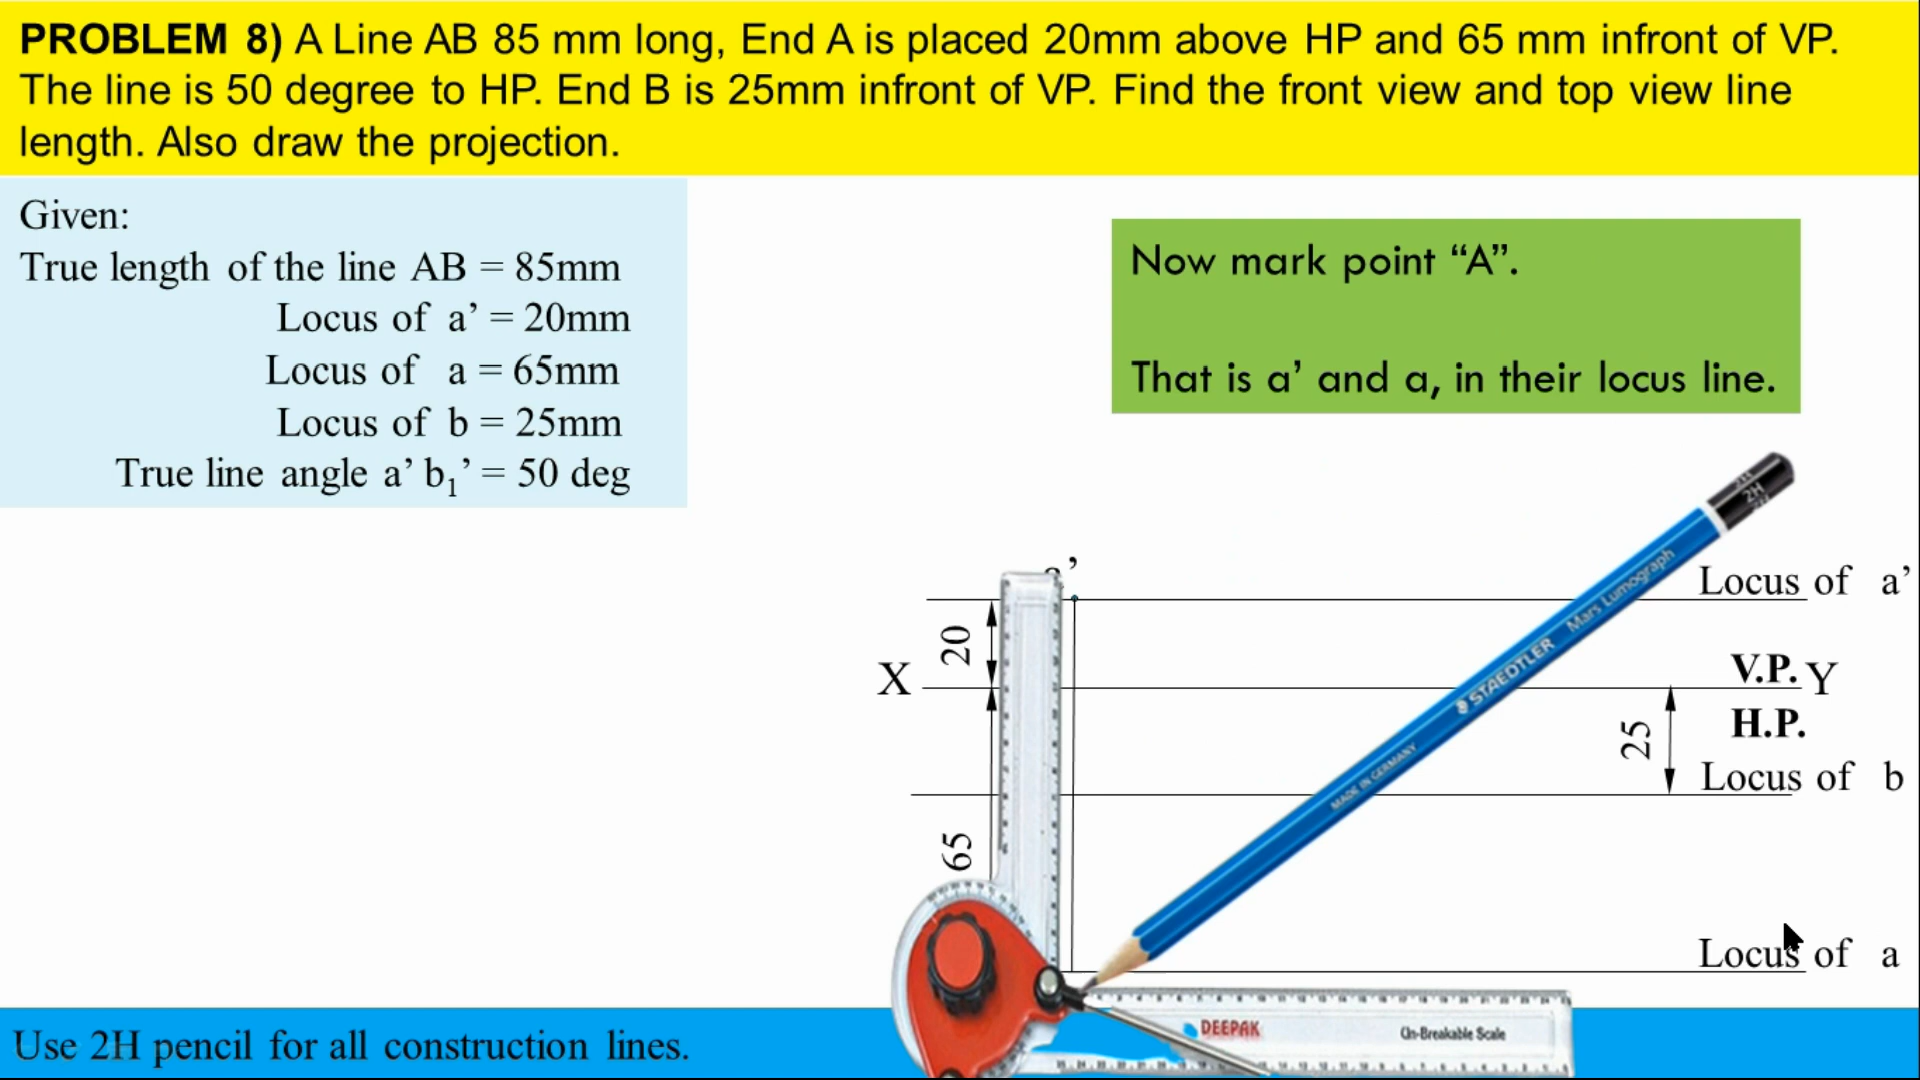 PROBLEM 8) A Line AB 85 mm long, End A is placed 20mm above HP and 65 mm infront of VP.
The line is 50 degree to HP. End B is 25mm infront of VP. Find the front view and top view line
length. Also draw the projection.
Given:
True length of the line AB = 85mm
Locus of a’ = 20mm
Locus of a = 65mm
Locus of b = 25mm
True line angle a’ b₁’ = 50 deg
Now mark point “A”.
That is a’ and a, in their locus line.
2H
Mars Lumograph
STAEDTLER
MADE IN GERMANY
Locus of a’
20
X
V.P.
Y
H.P.
25
Locus of b
65
Locus of a
DEEPAK
Un-Breakable Scale
Use 2H pencil for all construction lines.